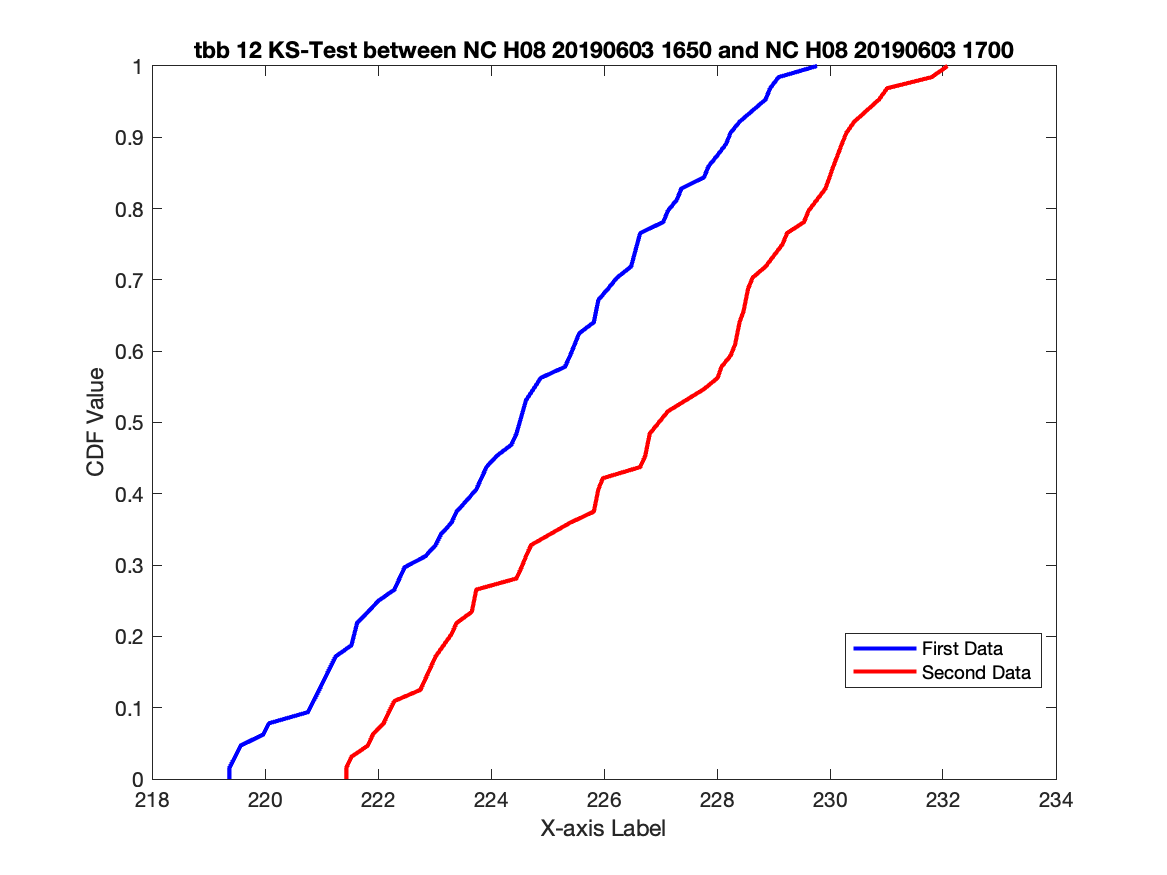 tbb 12 KS-Test between NC H08 20190603 1650 and NC H08 20190603 1700
CDF Value
1
0.9
0.8
0.7
0.6
0.5
0.4
0.3
0.2
0.1
0
First Data
Second Data
218 220 222 224 226 228 230 232 234
X-axis Label